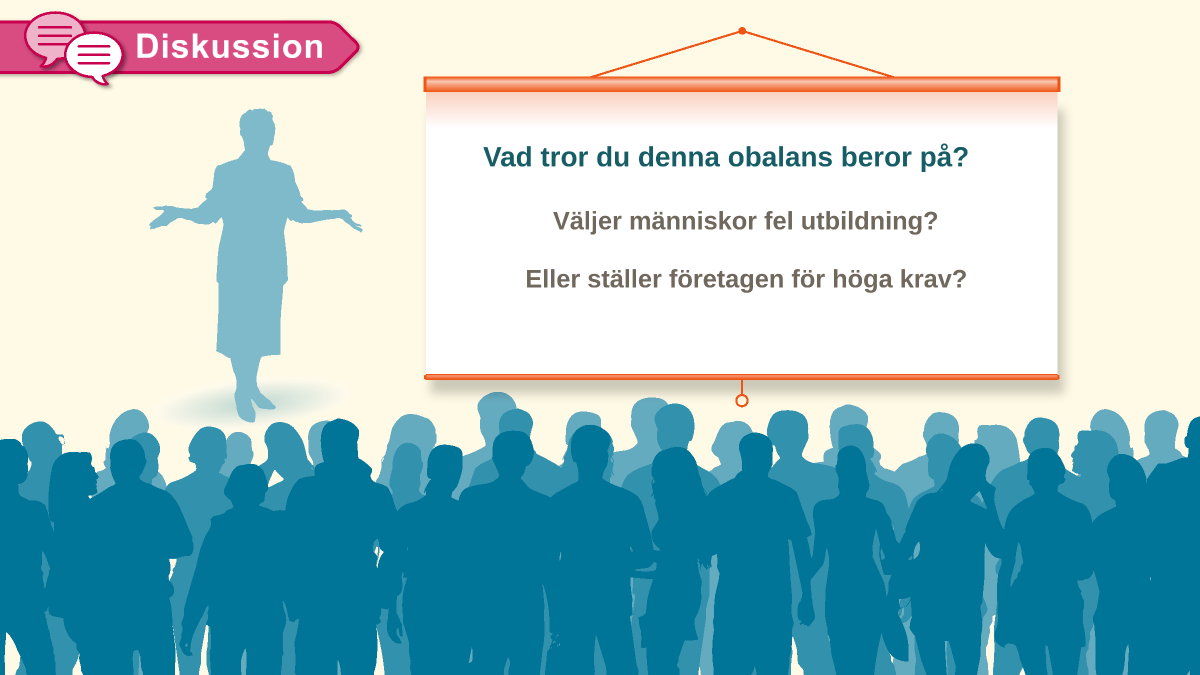 Diskussion
Vad tror du denna obalans beror på?
Väljer människor fel utbildning?
Eller ställer företagen för höga krav?